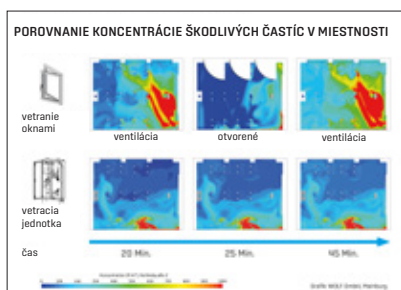 POROVNANIE KONCENTRÁCIE ŠKODLIVÝCH ČASTÍC V MIESTNOSTI
vetranie
oknami
ventilácia
otvorené
ventilácia
vetracia
jednotka
čas
20 Min.
25 Min.
45 Min.
Grafik: WOLF GmbH, Mainburg